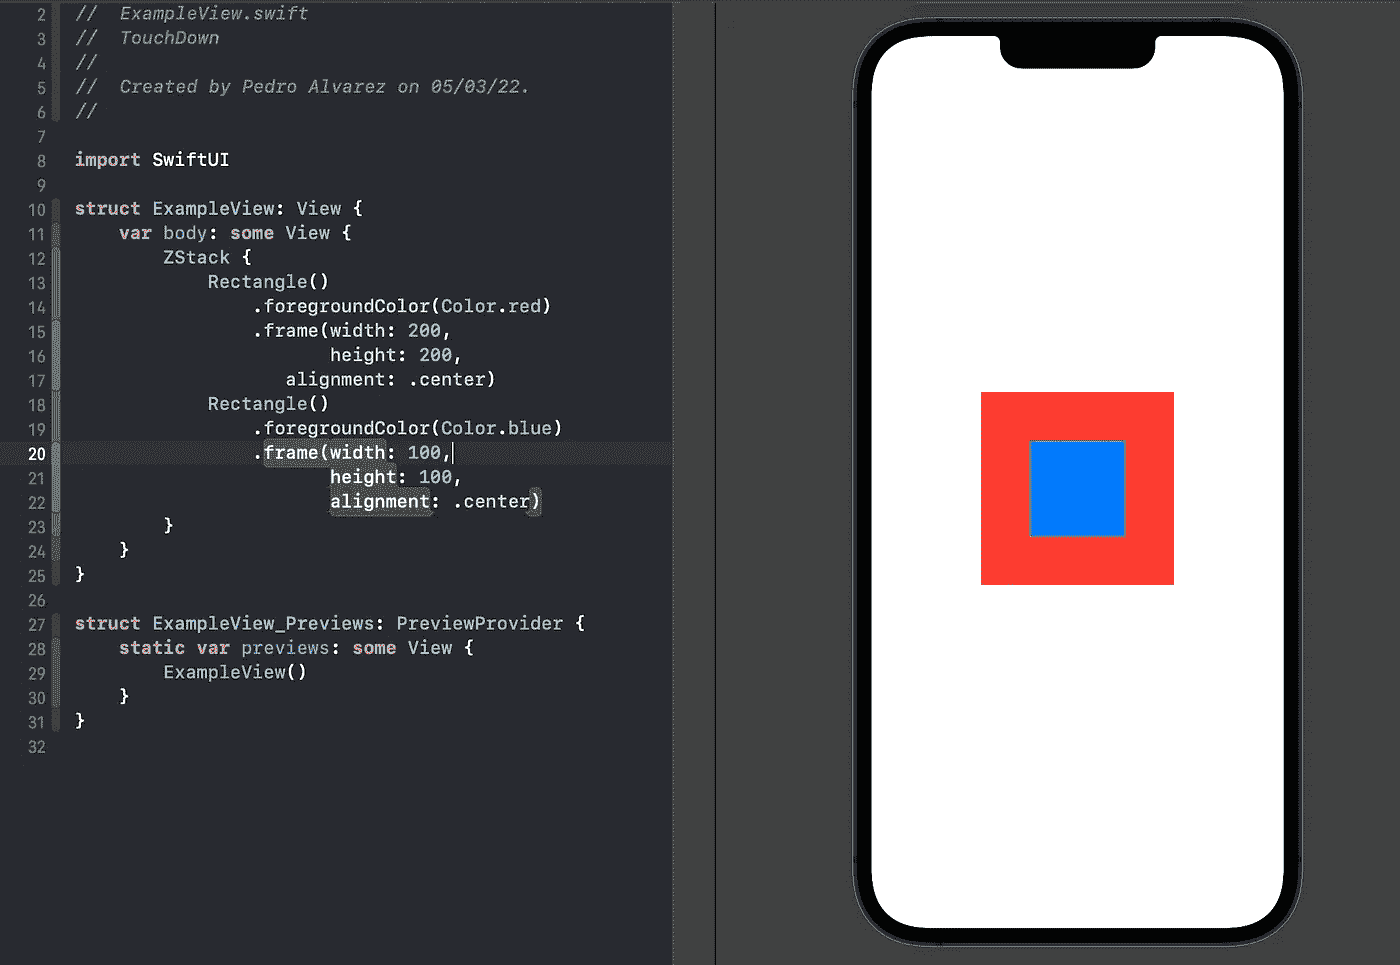 2 //  ExampleView.swift
3 //  TouchDown
4 //
5 //  Created by Pedro Alvarez on 05/03/22.
6 //
7
8 import SwiftUI
9
10 struct ExampleView: View {
11     var body: some View {
12         ZStack {
13             Rectangle()
14                 .foregroundColor(Color.red)
15                 .frame(width: 200,
16                        height: 200,
17                    alignment: .center)
18             Rectangle()
19                 .foregroundColor(Color.blue)
20                 .frame(width: 100,
21                        height: 100,
22                        alignment: .center)
23         }
24     }
25 }
26
27 struct ExampleView_Previews: PreviewProvider {
28     static var previews: some View {
29         ExampleView()
30     }
31 }
32